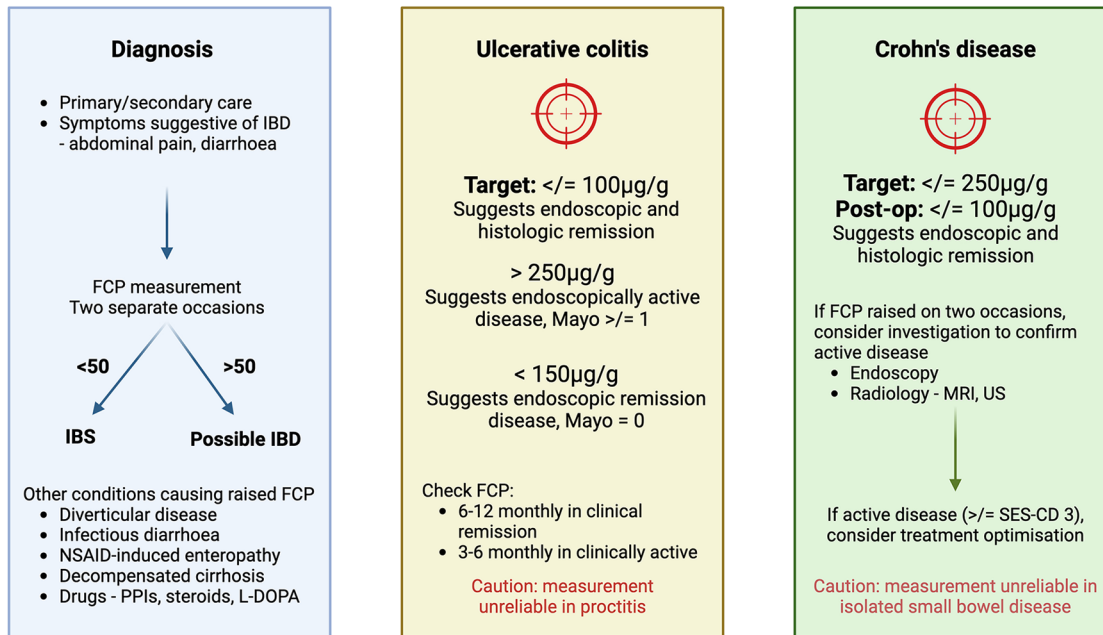 Diagnosis
• Primary/secondary care
• Symptoms suggestive of IBD
- abdominal pain, diarrhoea
FCP measurement
Two separate occasions
<50
>50
IBS
Possible IBD
Other conditions causing raised FCP
• Diverticular disease
• Infectious diarrhoea
• NSAID-induced enteropathy
• Decompensated cirrhosis
• Drugs - PPIs, steroids, L-DOPA
Ulcerative colitis
Target: </= 100µg/g
Suggests endoscopic and
histologic remission
> 250µg/g
Suggests endoscopically active
disease, Mayo >/= 1
< 150µg/g
Suggests endoscopic remission
disease, Mayo = 0
Check FCP:
• 6-12 monthly in clinical
remission
• 3-6 monthly in clinically active
Caution: measurement
unreliable in proctitis
Crohn's disease
Target: </= 250µg/g
Post-op: </= 100µg/g
Suggests endoscopic and
histologic remission
If FCP raised on two occasions,
consider investigation to confirm
active disease
• Endoscopy
• Radiology - MRI, US
If active disease (>/= SES-CD 3),
consider treatment optimisation
Caution: measurement unreliable in
isolated small bowel disease